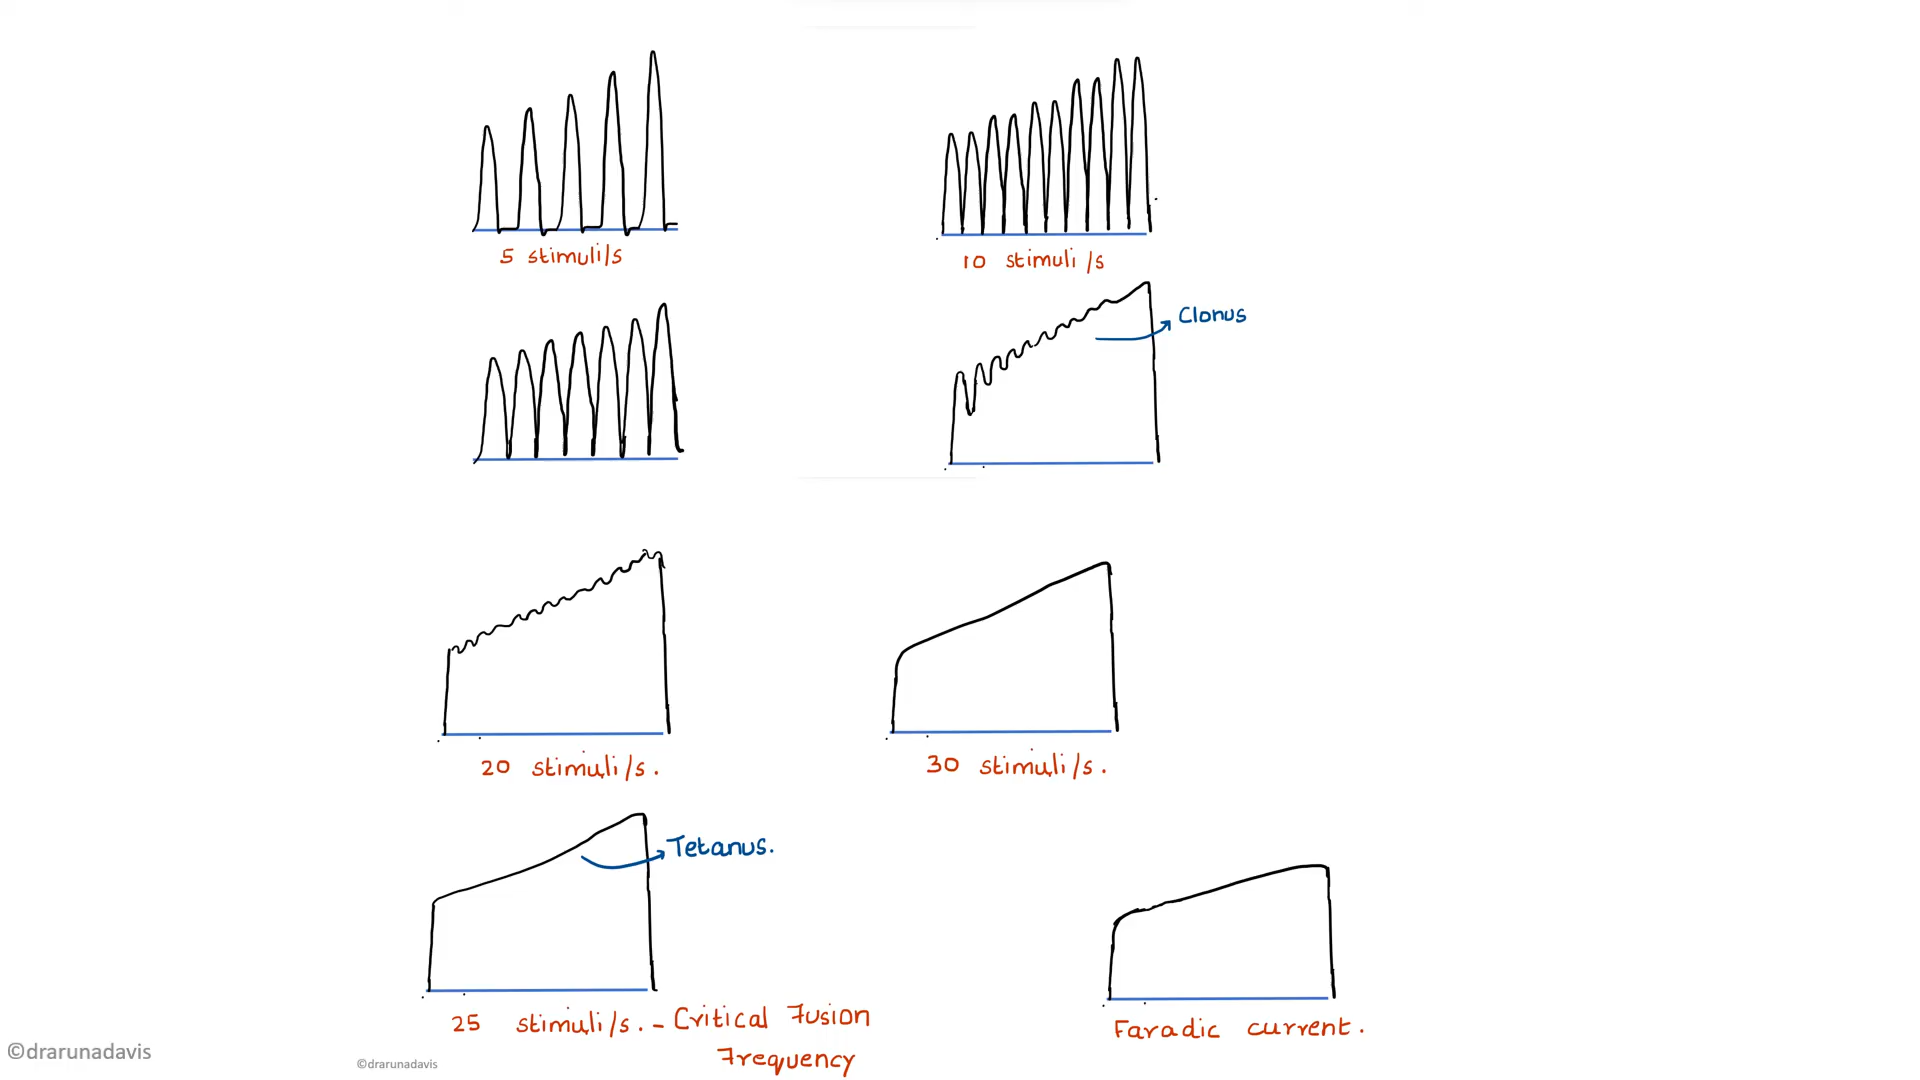 5 stimuli/s
10 stimuli /s
Clonus
20 stimuli/s.
30 stimuli/s.
Tetanus.
25 stimuli/s. - Critical Fusion
Frequency
Faradic current.
©drarunadavis
©drarunadavis